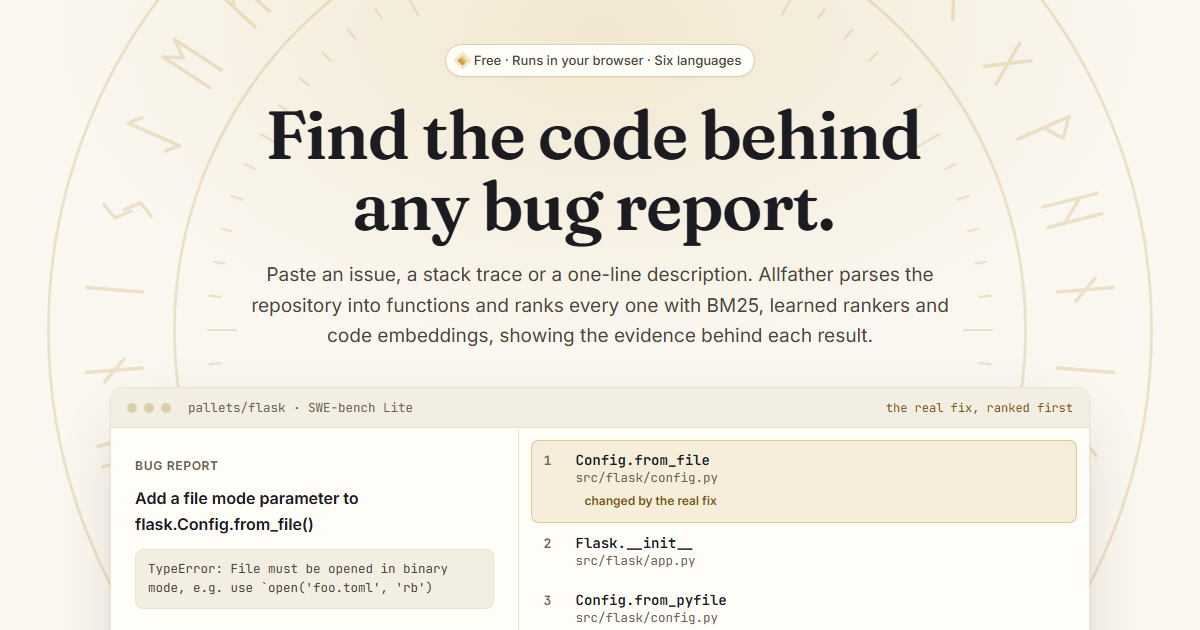 Free · Runs in your browser · Six languages
Find the code behind
any bug report.
Paste an issue, a stack trace or a one-line description. Allfather parses the
repository into functions and ranks every one with BM25, learned rankers and
code embeddings, showing the evidence behind each result.
pallets/flask · SWE-bench Lite
the real fix, ranked first
BUG REPORT
Add a file mode parameter to
flask.Config.from_file()
TypeError: File must be opened in binary
mode, e.g. use `open('foo.toml', 'rb')
1 Config.from_file
src/flask/config.py
changed by the real fix
2 Flask.__init__
src/flask/app.py
3 Config.from_pyfile
src/flask/config.py